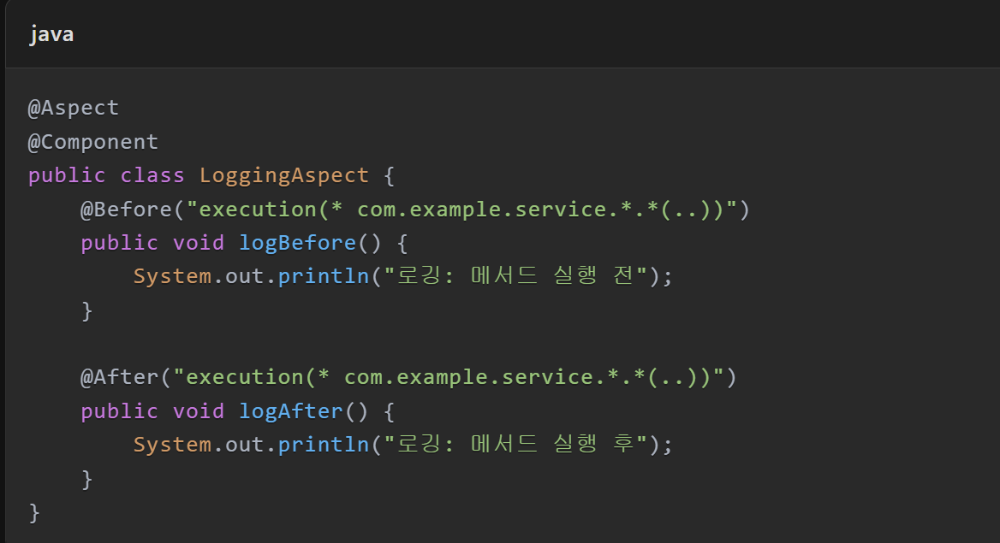 java
@Aspect
@Component
public class LoggingAspect {
    @Before("execution(* com.example.service.*.*(..))")
    public void logBefore() {
        System.out.println("로깅: 메서드 실행 전");
    }

    @After("execution(* com.example.service.*.*(..))")
    public void logAfter() {
        System.out.println("로깅: 메서드 실행 후");
    }
}